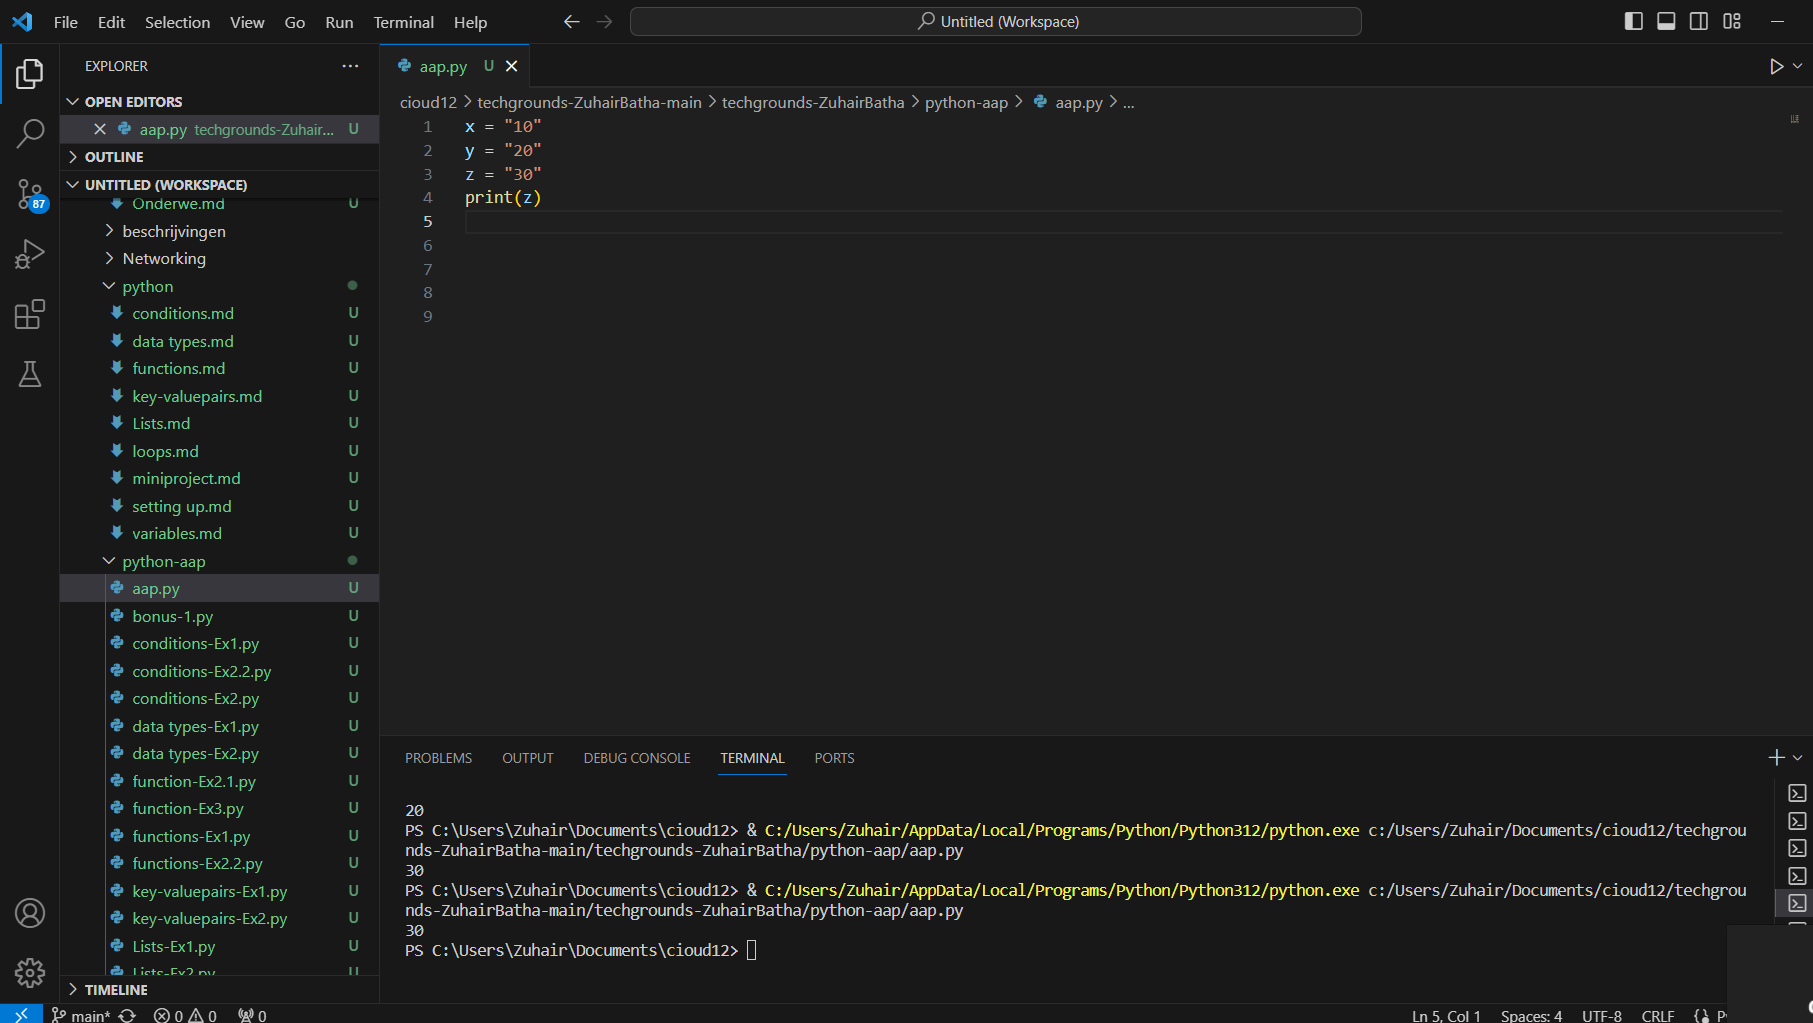 File Edit Selection View Go Run Terminal Help
Untitled (Workspace)
EXPLORER
OPEN EDITORS
aap.py techgrounds-Zuhair... U
OUTLINE
UNTITLED (WORKSPACE)
Onderwe.md U
beschrijvingen
Networking
python
conditions.md U
data types.md U
functions.md U
key-valuepairs.md U
Lists.md U
loops.md U
miniproject.md U
setting up.md U
variables.md U
python-aap
aap.py U
bonus-1.py U
conditions-Ex1.py U
conditions-Ex2.2.py U
conditions-Ex2.py U
data types-Ex1.py U
data types-Ex2.py U
function-Ex2.1.py U
function-Ex3.py U
functions-Ex1.py U
functions-Ex2.2.py U
key-valuepairs-Ex1.py U
key-valuepairs-Ex2.py U
Lists-Ex1.py U
Lists-Ex2.py U
TIMELINE
87
aap.py U
cioud12 > techgrounds-ZuhairBatha-main > techgrounds-ZuhairBatha > python-aap > aap.py > ...
1 x = "10"
2 y = "20"
3 z = "30"
4 print(z)
5
6
7
8
9
PROBLEMS OUTPUT DEBUG CONSOLE TERMINAL PORTS
20
PS C:\Users\Zuhair\Documents\cioud12> & C:/Users/Zuhair/AppData/Local/Programs/Python/Python312/python.exe c:/Users/Zuhair/Documents/cioud12/techgrou
nds-ZuhairBatha-main/techgrounds-ZuhairBatha/python-aap/aap.py
30
PS C:\Users\Zuhair\Documents\cioud12> & C:/Users/Zuhair/AppData/Local/Programs/Python/Python312/python.exe c:/Users/Zuhair/Documents/cioud12/techgrou
nds-ZuhairBatha-main/techgrounds-ZuhairBatha/python-aap/aap.py
30
PS C:\Users\Zuhair\Documents\cioud12>
main* 0 0 0 Ln 5, Col 1 Spaces: 4 UTF-8 CRLF